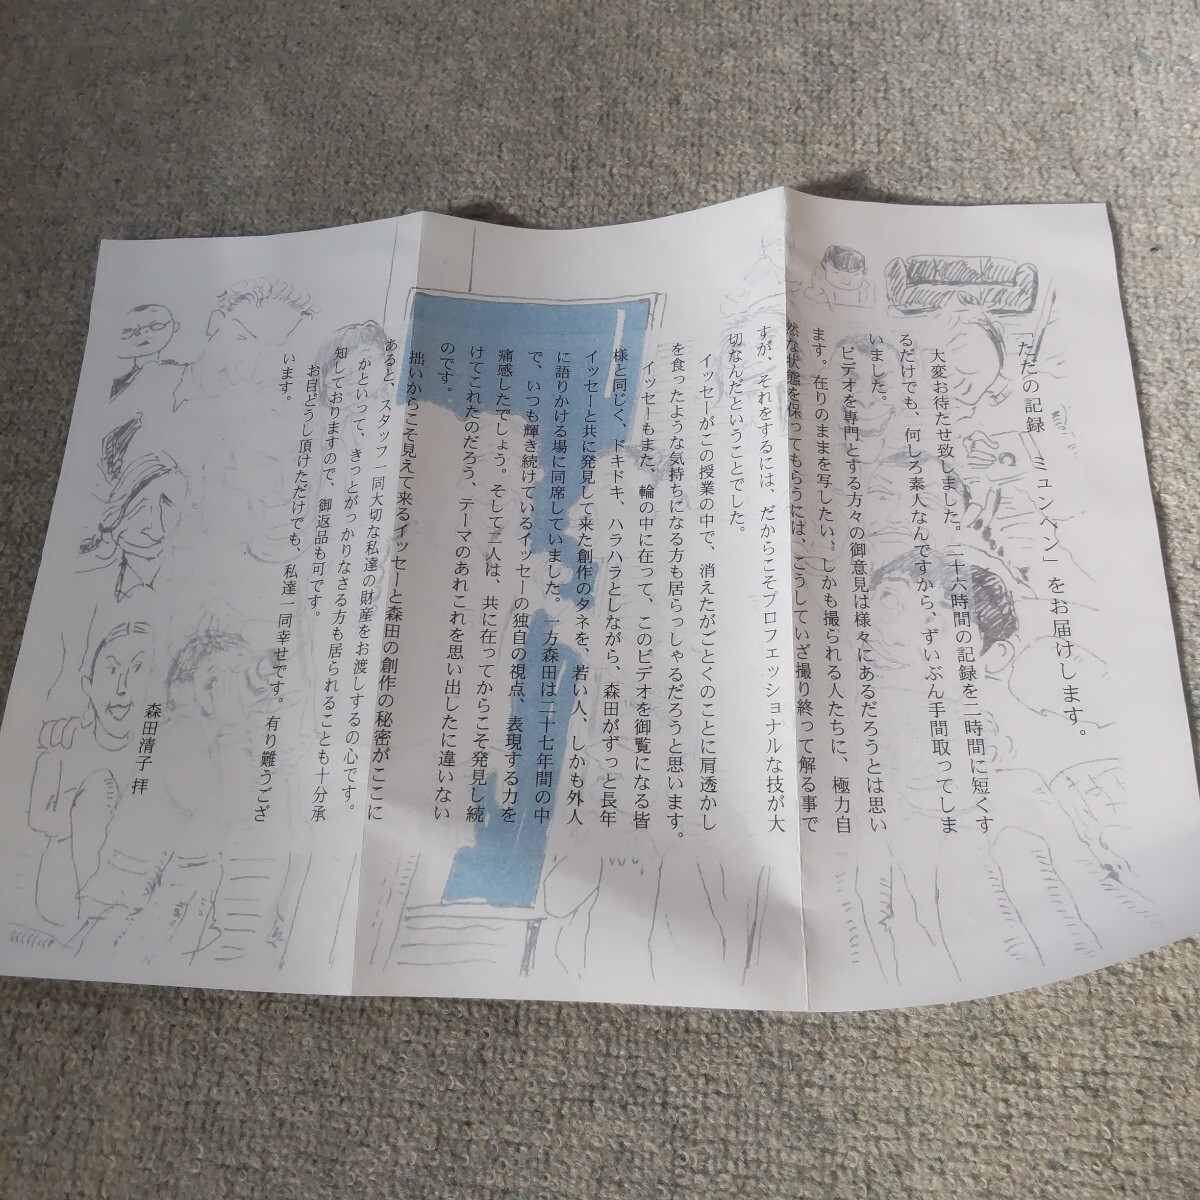 「ただの記録　ミュンヘン」をお届けします。
大変お待たせ致しました。二十六時間の記録を二時間に短くす
るだけでも、何しろ素人なんですから、ずいぶん手間取ってしま
いました。
ビデオを専門とする方々の御意見は様々にあるだろうとは思い
ます。在りのままを写したい。しかも撮られる人たちに、極力自
然な状態を保ってもらうには、こうしていざ撮り終って解る事で
すが、それをするには、だからこそプロフェッショナルな技が大
切なんだということでした。
イッセーがこの授業の中で、消えたがごとくのことに肩透かし
を食ったような気持ちになる方も居らっしゃるだろうと思います。
イッセーもまた、輪の中に在って、このビデオを御覧になる皆
様と同じく、ドキドキ、ハラハラとしながら、森田がずっと長年
イッセーと共に発見して来た創作のタネを、若い人、しかも外人
に語りかける場に同席していました。一方森田は二十七年間の中
で、いつも輝き続けているイッセーの独自の視点、表現する力を
痛感したでしょう。そして二人は、共に在ってからこそ発見し続
けてこれたのだろう、テーマのあれこれを思い出したに違いない
のです。
拙いからこそ見えて来るイッセーと森田の創作の秘密がここに
あると、スタッフ一同大切な私達の財産をお渡しするの心です。
かといって、きっとがっかりなさる方も居られることも十分承
知しておりますので、御返品も可です。
お目どうし頂けただけでも、私達一同幸せです。有り難うござ
います。
森田清子 拝